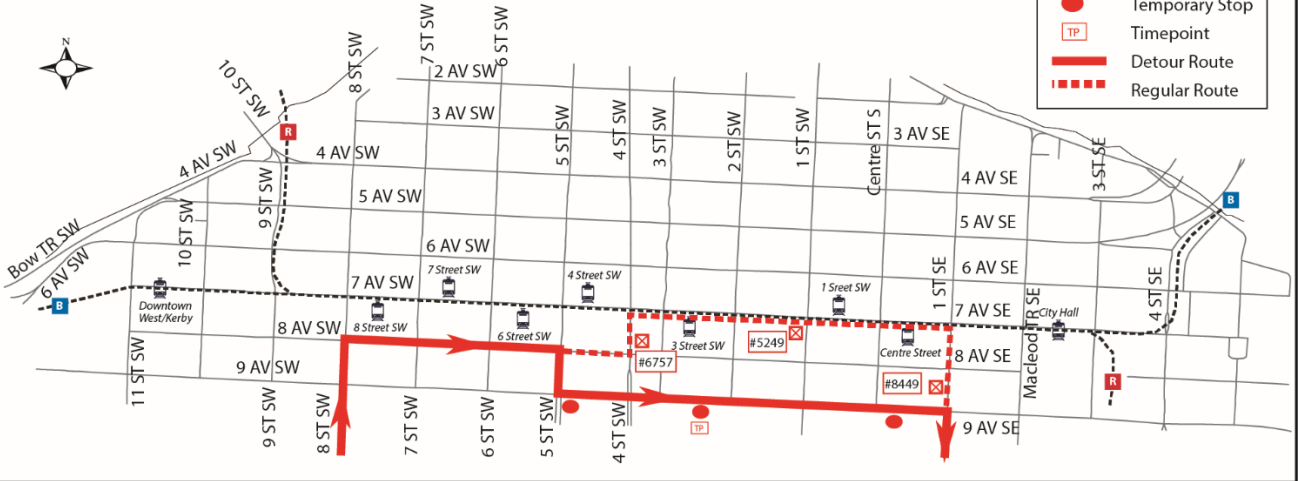 Temporary Stop
TP Timepoint
Detour Route
Regular Route
N
10 ST SW
8 ST SW
7 ST SW
6 ST SW
2 AV SW
3 AV SW
4 AV SW
4 AV SW
5 ST SW
4 ST SW
3 ST SW
2 ST SW
1 ST SW
Centre ST S
3 AV SE
3 ST SE
4 AV SE
R
9 ST SW
5 AV SW
5 AV SE
B
Bow TR SW
6 AV SW
10 ST SW
6 AV SW
6 AV SE
1 ST SE
Macleod TR SE
4 ST SE
B
Downtown
West/Kerby
7 AV SW
7 Street SW
4 Street SW
1 Street SW
7 AV SE
City Hall
8 AV SW
8 Street SW
6 Street SW
3 Street SW
Centre Street
8 AV SE
#6757
#5249
#8449
R
11 ST SW
9 AV SW
9 ST SW
8 ST SW
7 ST SW
6 ST SW
5 ST SW
4 ST SW
TP
9 AV SE